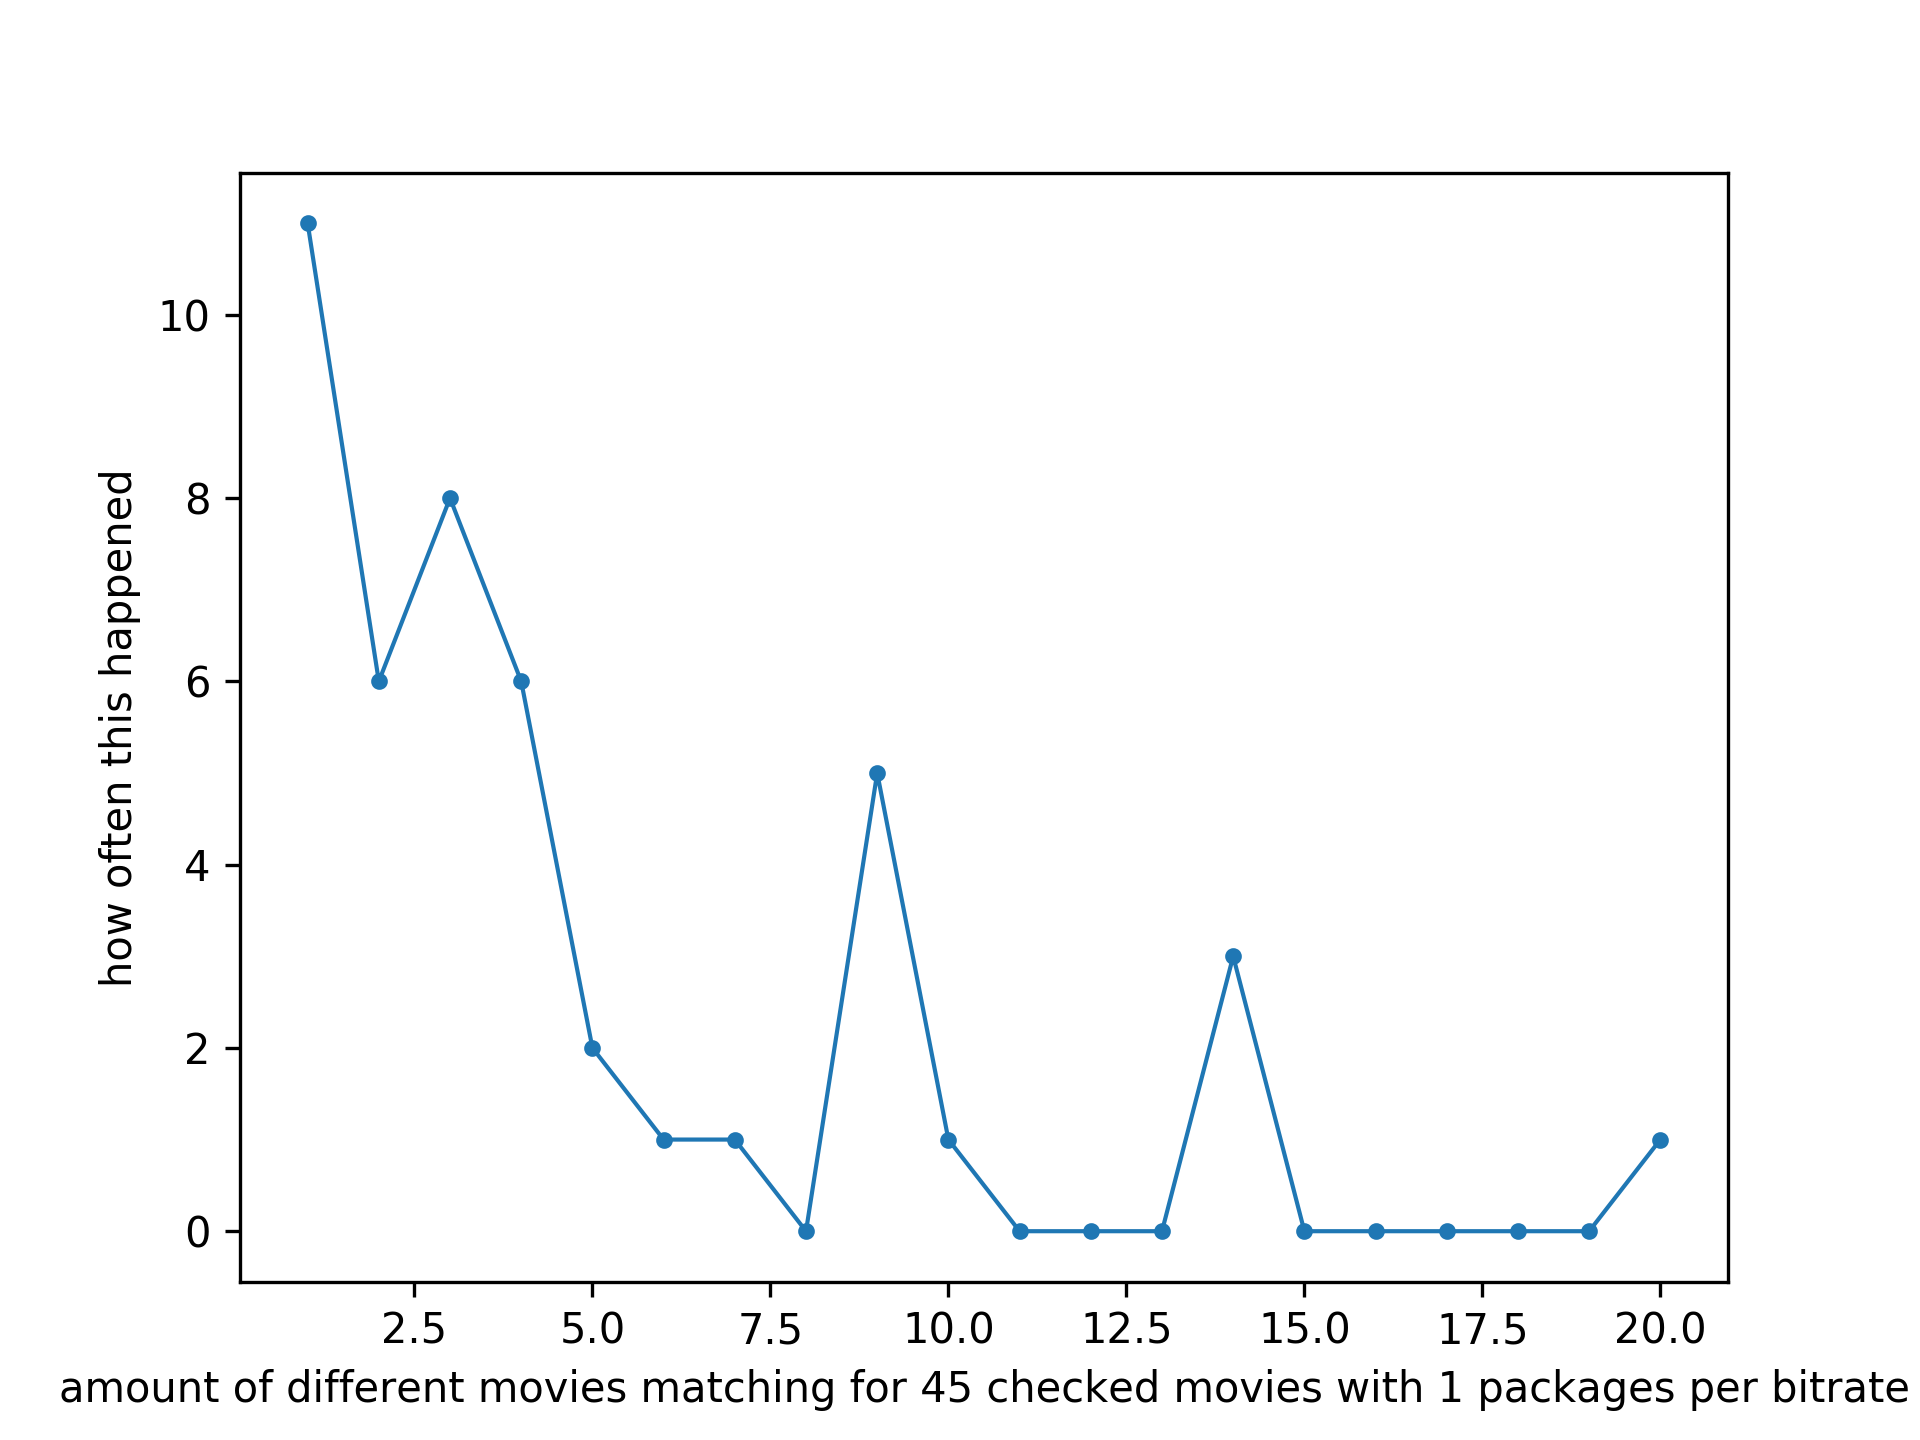 how often this happened
10
8
6
4
2
0
2.5 5.0 7.5 10.0 12.5 15.0 17.5 20.0
amount of different movies matching for 45 checked movies with 1 packages per bitrate